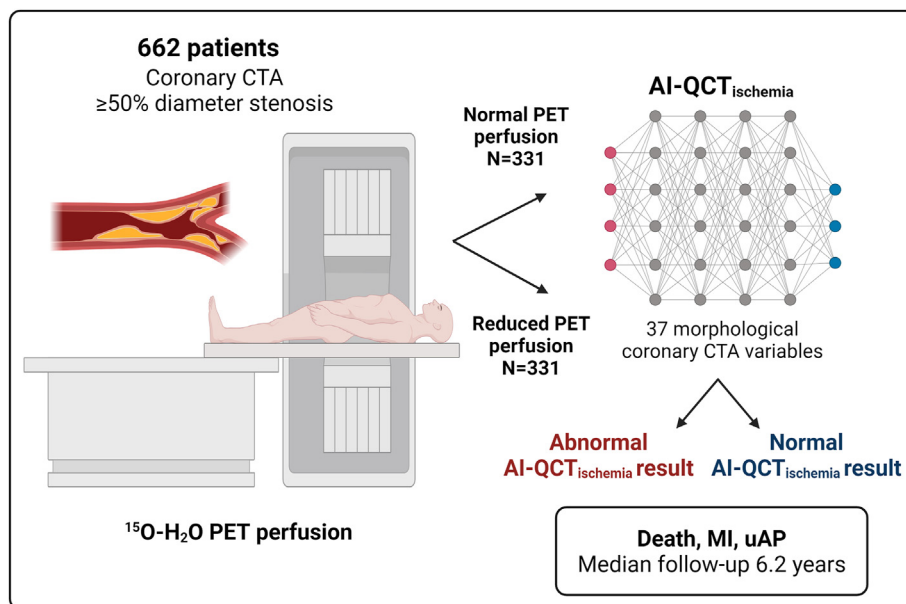 662 patients
Coronary CTA
≥50% diameter stenosis
Normal PET
perfusion
N=331
Reduced PET
perfusion
N=331
¹⁵O-H₂O PET perfusion
AI-QCTischemia
37 morphological
coronary CTA variables
Abnormal
AI-QCTischemia result
Normal
AI-QCTischemia result
Death, MI, uAP
Median follow-up 6.2 years